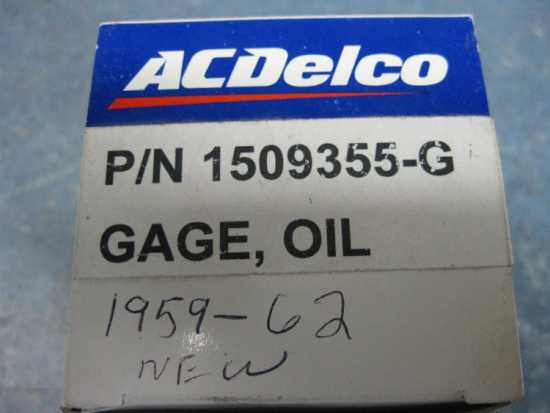 ACDelco
P/N 1509355-G
GAGE, OIL
1959-62
NEW